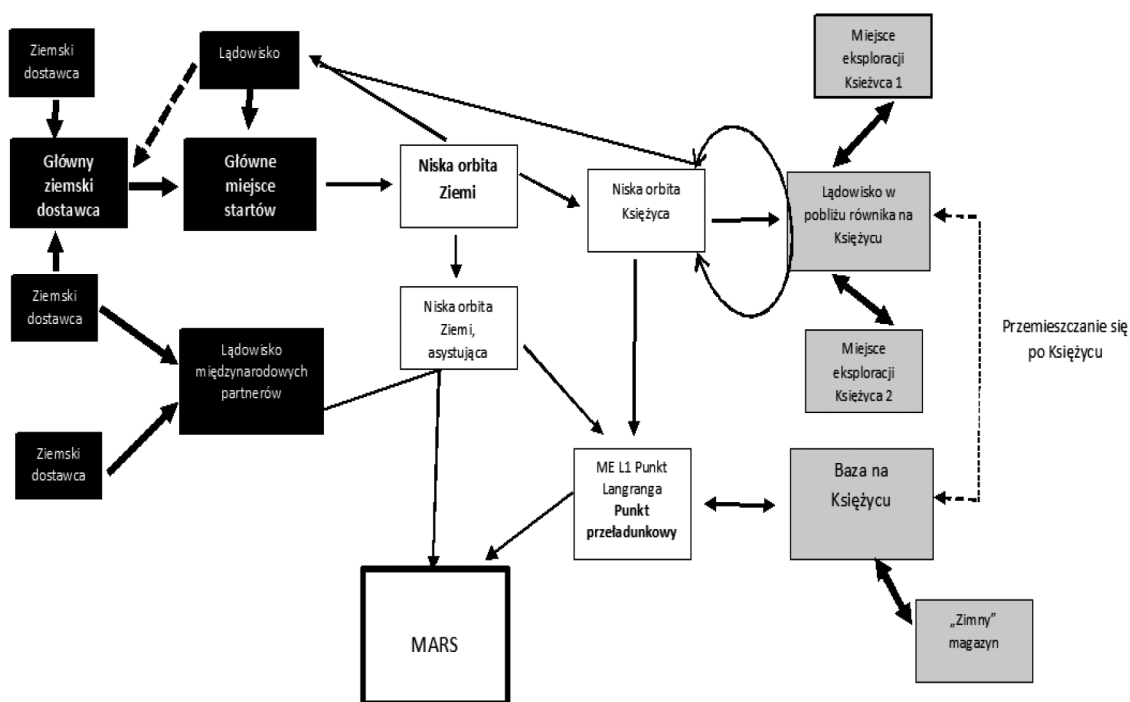 Ziemski
dostawca
Lądowisko
Miejsce
eksploracji
Księżyca 1
Główny
ziemski
dostawca
Główne
miejsce
startów
Niska orbita
Ziemi
Niska orbita
Księżyca
Lądowisko w
pobliżu równika na
Księżycu
Ziemski
dostawca
Niska orbita
Ziemi,
asystująca
Lądowisko
międzynarodowych
partnerów
Miejsce
eksploracji
Księżyca 2
Przemieszczanie się
po Księżycu
Ziemski
dostawca
ME L1 Punkt
Langranga
Punkt
przeładunkowy
Baza na
Księżycu
MARS
„Zimny”
magazyn